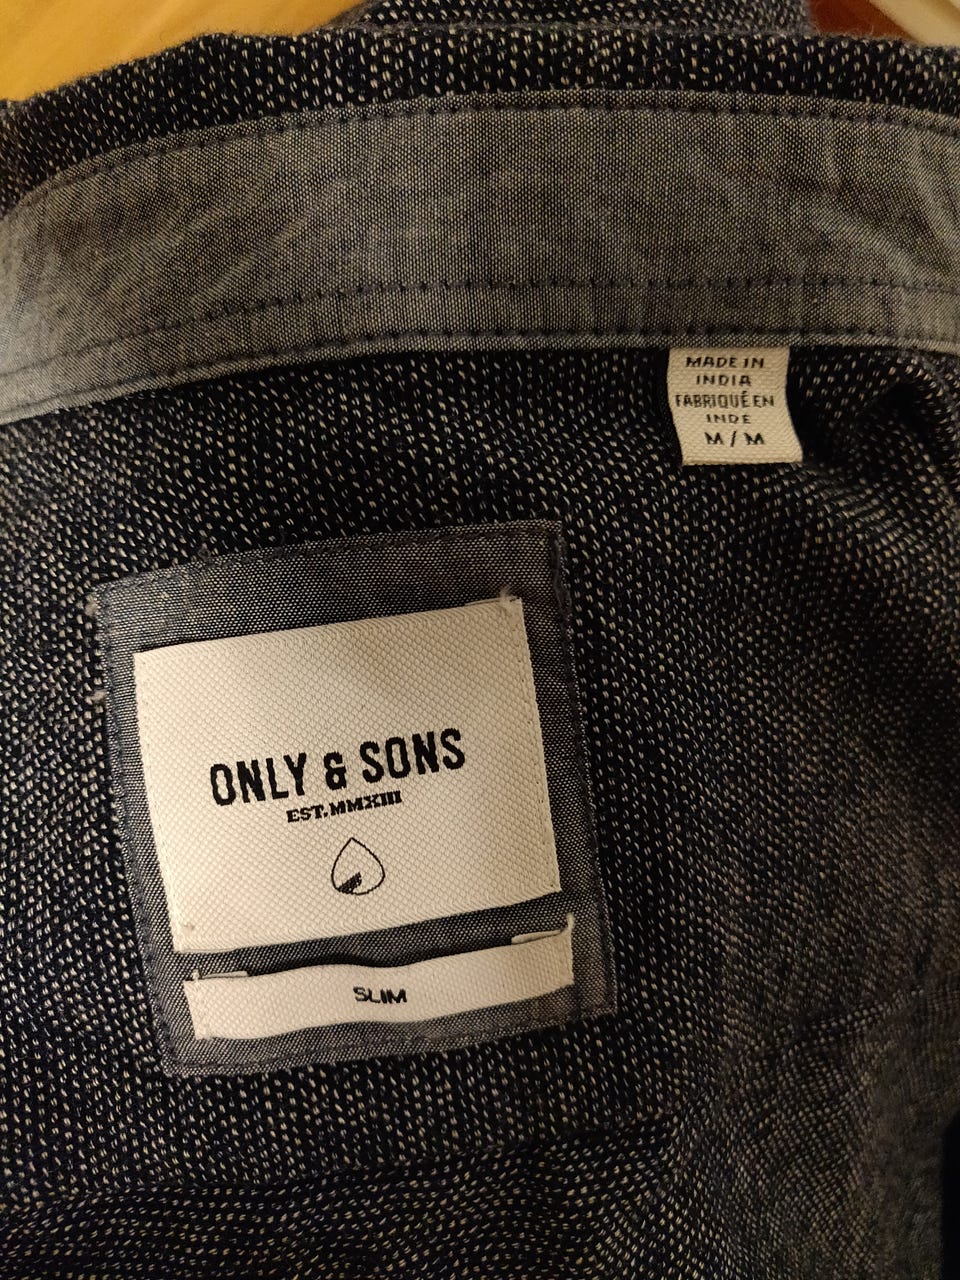 MADE IN
INDIA
FABRIQUÉ EN
INDE
M / M
ONLY & SONS
EST. MMXIII
SLIM